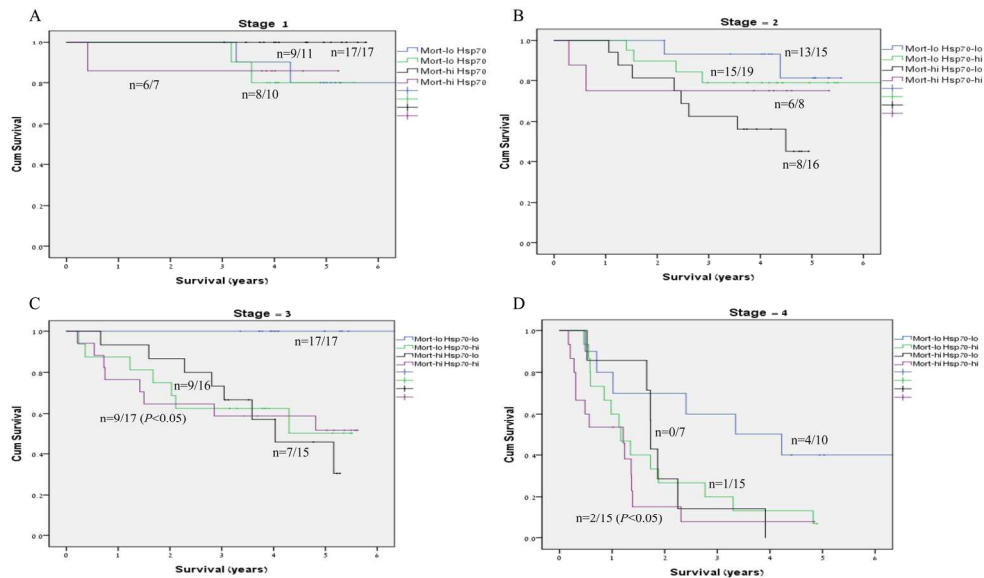 A
Stage 1
Cum Survival
1.0
0.8
0.6
0.4
0.2
0.0
0 1 2 3 4 5 6
Survival (years)
n=9/11
n=17/17
n=6/7
n=8/10
Mort-lo Hsp70
Mort-lo Hsp70
Mort-hi Hsp70
Mort-hi Hsp70
B
Stage = 2
Cum Survival
1.0
0.8
0.6
0.4
0.2
0.0
0 1 2 3 4 5 6
Survival (years)
n=13/15
n=15/19
n=6/8
n=8/16
Mort-lo Hsp70-lo
Mort-lo Hsp70-hi
Mort-hi Hsp70-lo
Mort-hi Hsp70-hi
C
Stage = 3
Cum Survival
1.0
0.8
0.6
0.4
0.2
0.0
0 1 2 3 4 5 6
Survival (years)
n=17/17
n=9/16
n=9/17 (P<0.05)
n=7/15
Mort-lo Hsp70-lo
Mort-lo Hsp70-hi
Mort-hi Hsp70-lo
Mort-hi Hsp70-hi
D
Stage = 4
Cum Survival
1.0
0.8
0.6
0.4
0.2
0.0
0 1 2 3 4 5 6
Survival (years)
n=0/7
n=4/10
n=1/15
n=2/15 (P<0.05)
Mort-lo Hsp70-lo
Mort-lo Hsp70-hi
Mort-hi Hsp70-lo
Mort-hi Hsp70-hi